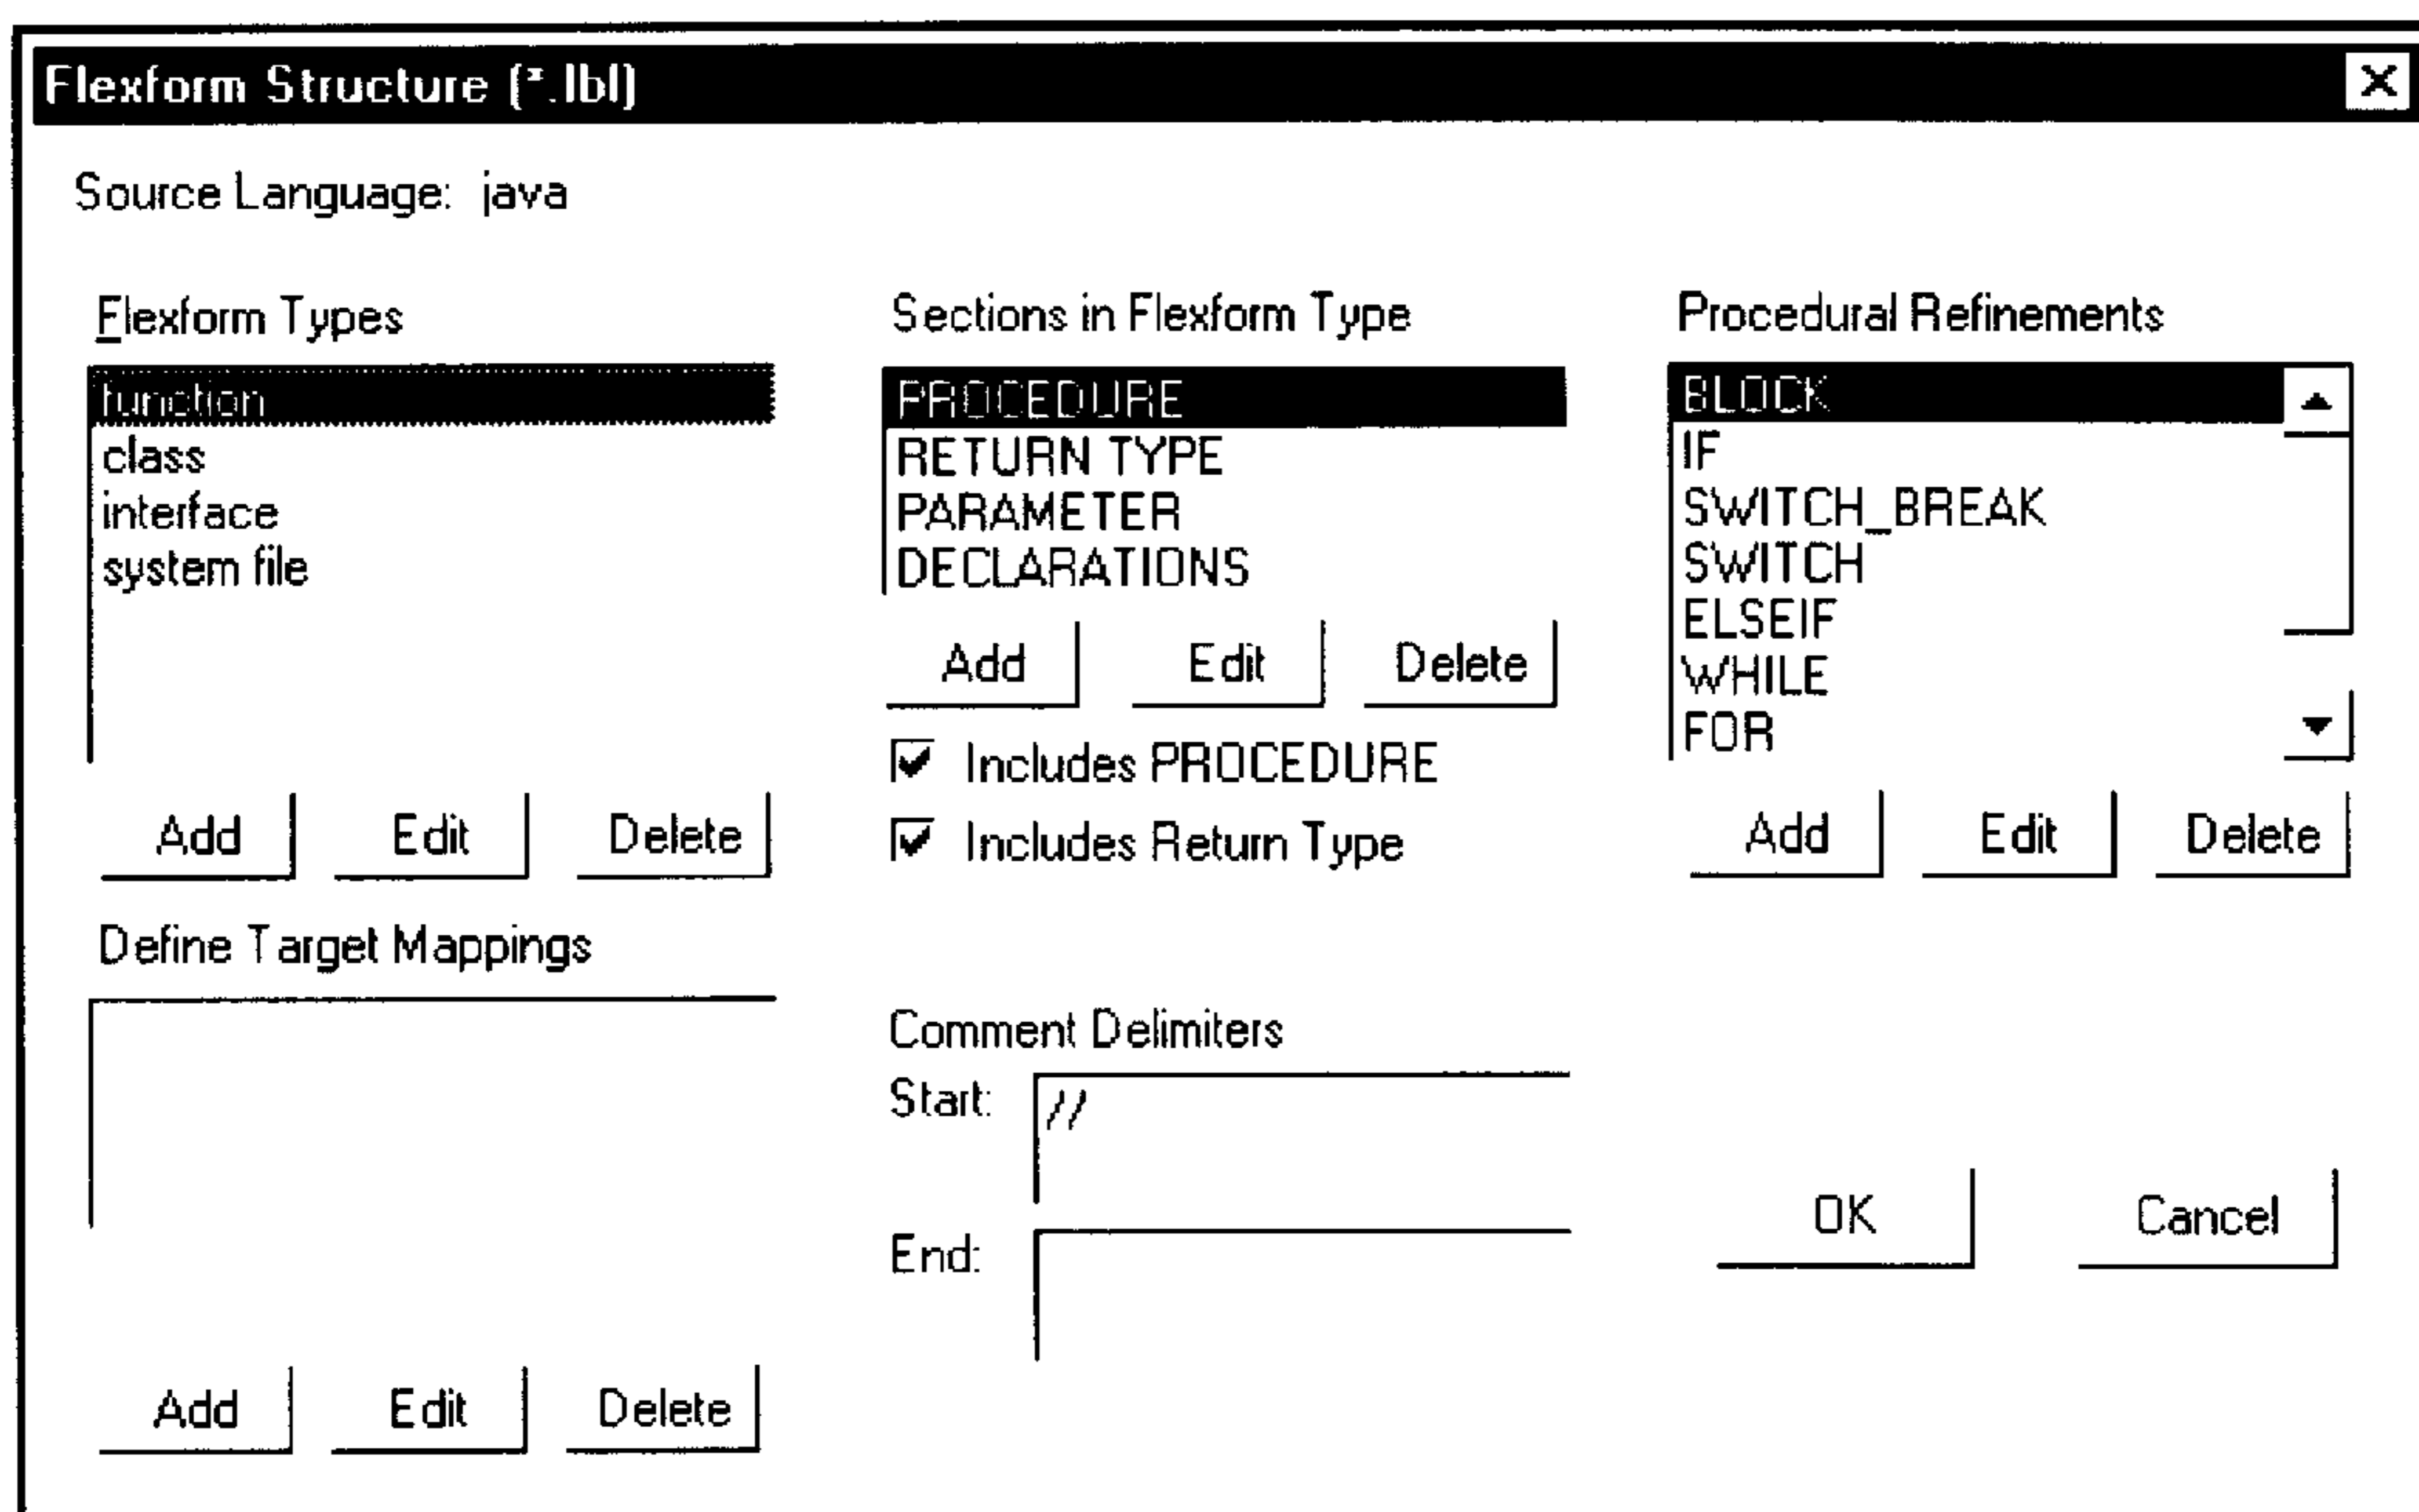 Flexform Structure (*.lbl)
Source Language: java
Flexform Types
function
class
interface
system file
Add Edit Delete
Sections in Flexform Type
PROCEDURE
RETURN TYPE
PARAMETER
DECLARATIONS
Add Edit Delete
Includes PROCEDURE
Includes Return Type
Procedural Refinements
BLOCK
IF
SWITCH_BREAK
SWITCH
ELSEIF
WHILE
FOR
Add Edit Delete
Define Target Mappings
Add Edit Delete
Comment Delimiters
Start: //
End:
OK Cancel